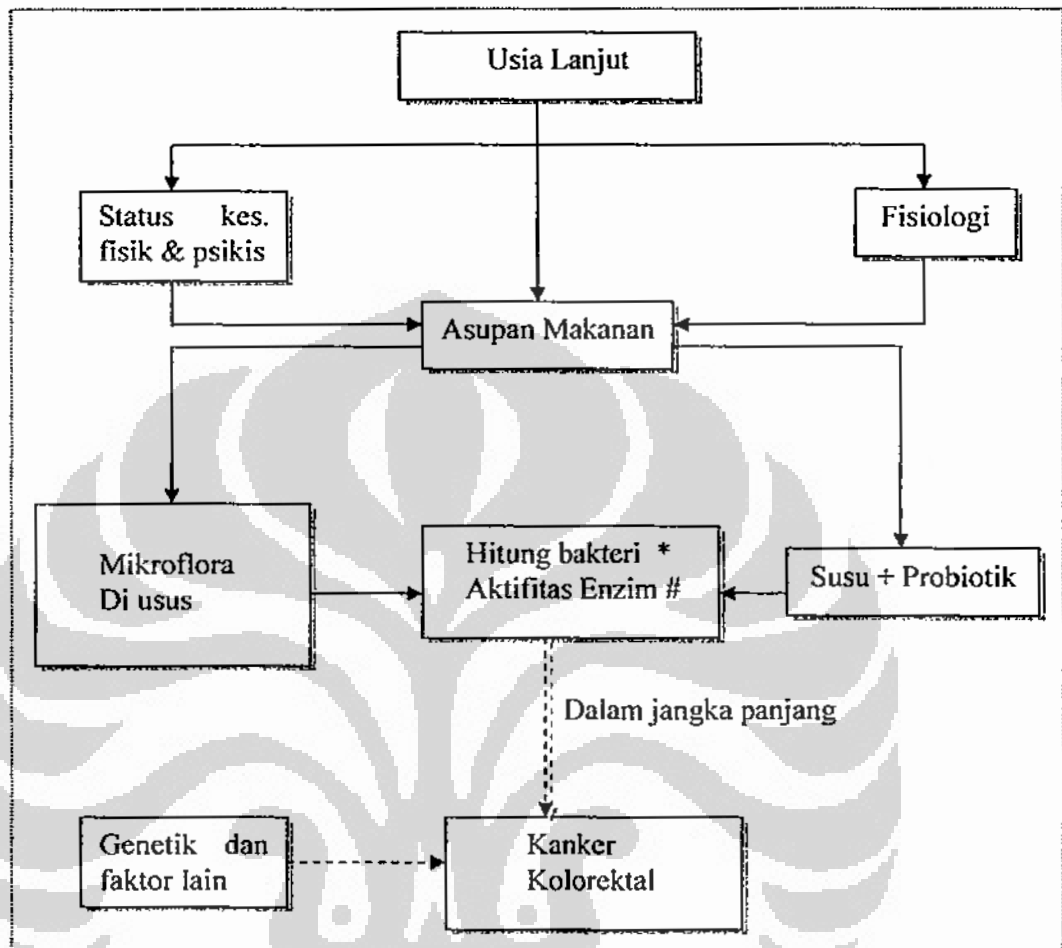 Usia Lanjut
Status kes.
fisik & psikis
Fisiologi
Asupan Makanan
Mikroflora
Di usus
Hitung bakteri *
Aktifitas Enzim #
Susu + Probiotik
Dalam jangka panjang
Genetik dan
faktor lain
Kanker
Kolorektal